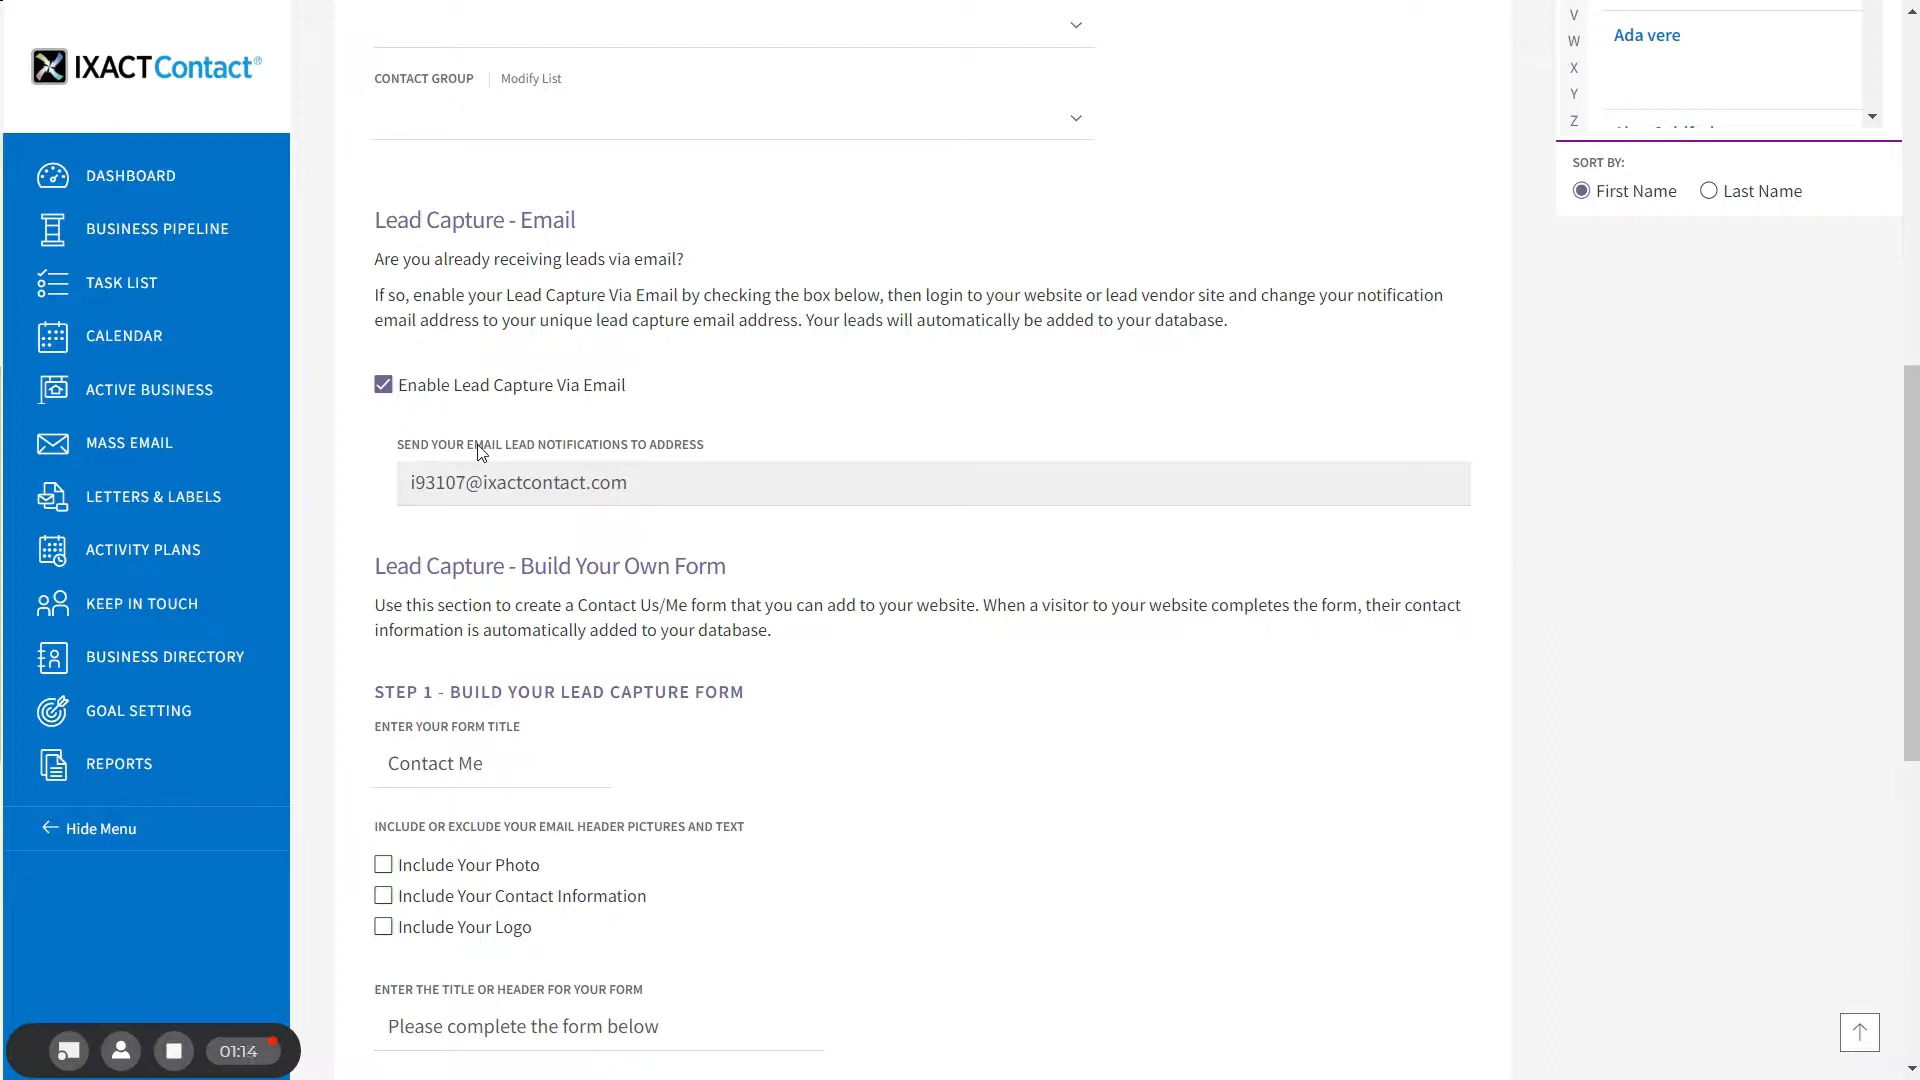 IXACTContact®
DASHBOARD
BUSINESS PIPELINE
TASK LIST
CALENDAR
ACTIVE BUSINESS
MASS EMAIL
LETTERS & LABELS
ACTIVITY PLANS
KEEP IN TOUCH
BUSINESS DIRECTORY
GOAL SETTING
REPORTS
Hide Menu
01:14
CONTACT GROUP Modify List
Lead Capture - Email
Are you already receiving leads via email?
If so, enable your Lead Capture Via Email by checking the box below, then login to your website or lead vendor site and change your notification
email address to your unique lead capture email address. Your leads will automatically be added to your database.
Enable Lead Capture Via Email
SEND YOUR EMAIL LEAD NOTIFICATIONS TO ADDRESS
i93107@ixactcontact.com
Lead Capture - Build Your Own Form
Use this section to create a Contact Us/Me form that you can add to your website. When a visitor to your website completes the form, their contact
information is automatically added to your database.
STEP 1 - BUILD YOUR LEAD CAPTURE FORM
ENTER YOUR FORM TITLE
Contact Me
INCLUDE OR EXCLUDE YOUR EMAIL HEADER PICTURES AND TEXT
Include Your Photo
Include Your Contact Information
Include Your Logo
ENTER THE TITLE OR HEADER FOR YOUR FORM
Please complete the form below
V
W
X
Y
Z
Ada vere
SORT BY:
First Name Last Name